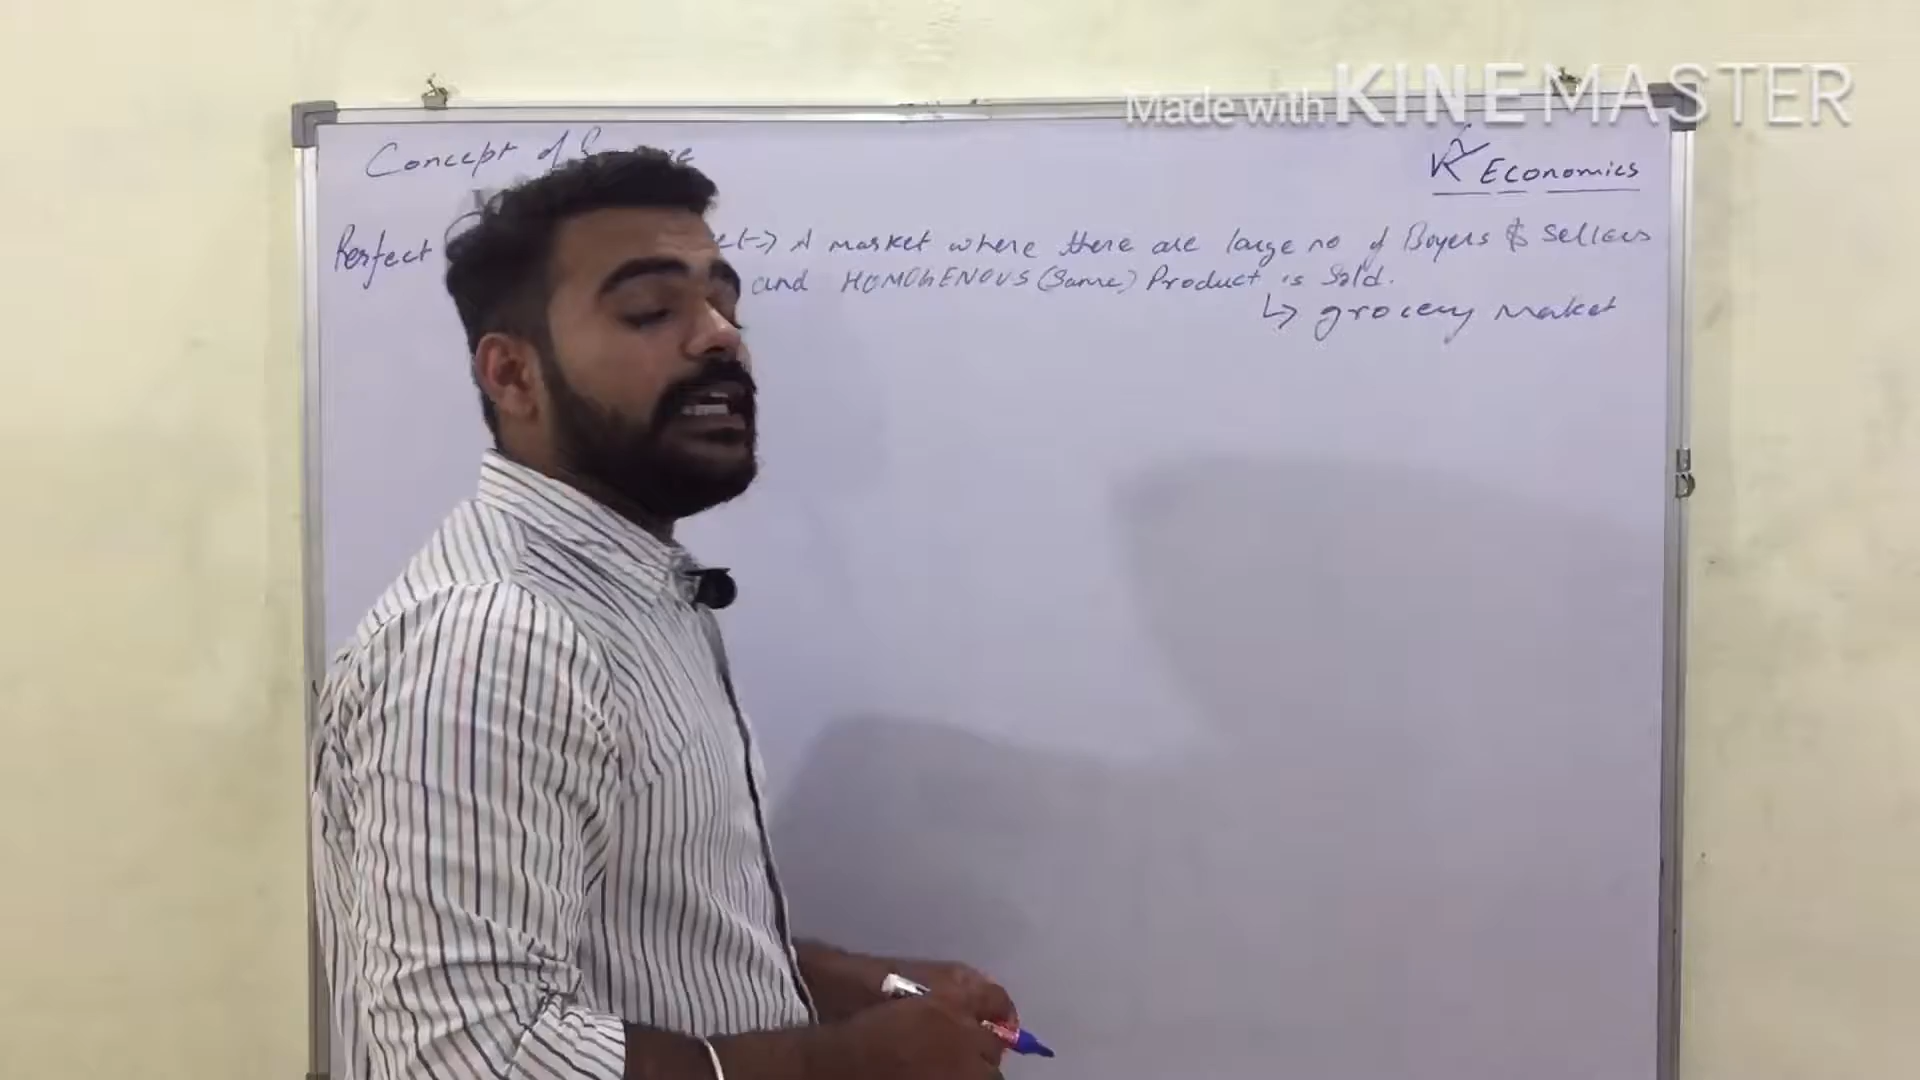 Made with KINEMASTER
Concept of
Economics
Perfect A market where there are large no of Buyers & Sellers
and HOMOGENOUS (Same) Product is Sold.
↳ grocery market